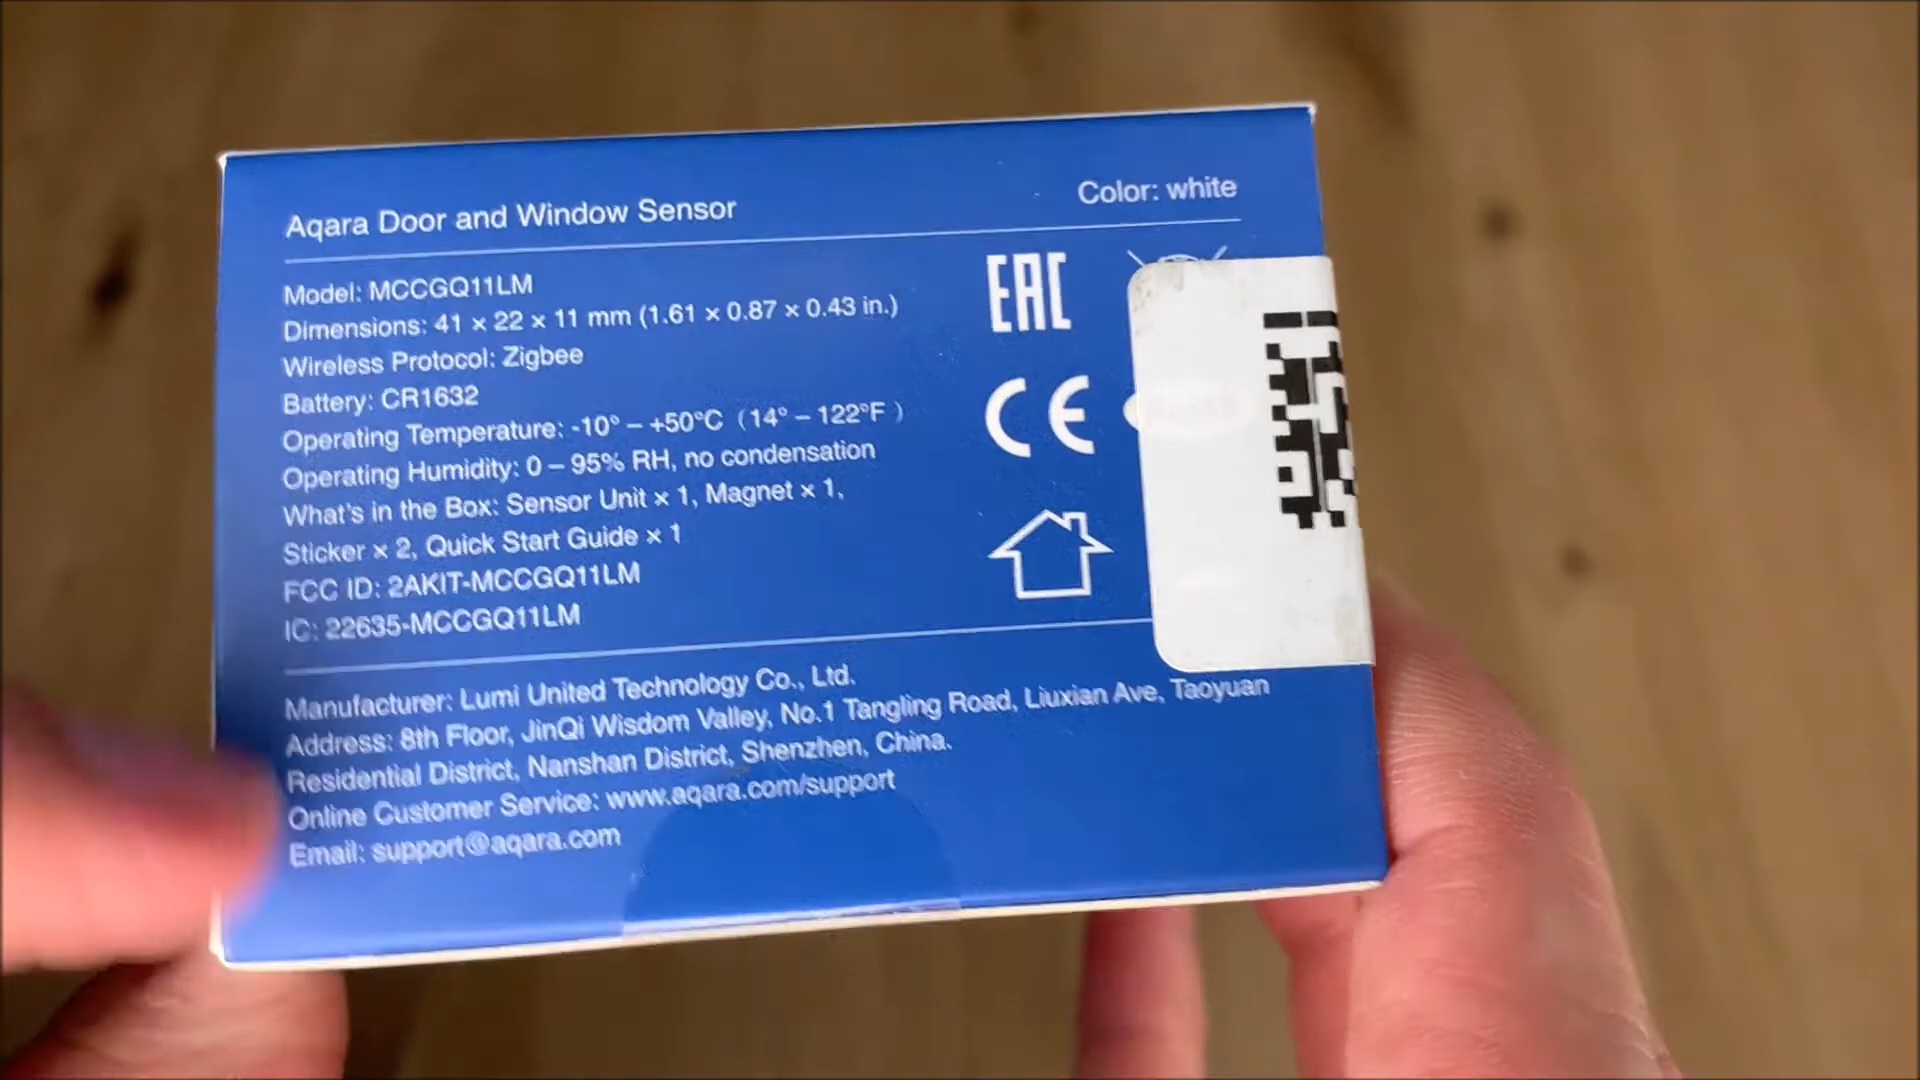 Aqara Door and Window Sensor
Color: white
Model: MCCGQ11LM
Dimensions: 41 × 22 × 11 mm (1.61 × 0.87 × 0.43 in.)
Wireless Protocol: Zigbee
Battery: CR1632
Operating Temperature: -10° – +50°C (14° – 122°F )
Operating Humidity: 0 – 95% RH, no condensation
What's in the Box: Sensor Unit × 1, Magnet × 1,
Sticker × 2, Quick Start Guide × 1
FCC ID: 2AKIT-MCCGQ11LM
IC: 22635-MCCGQ11LM
EAC
CE
Manufacturer: Lumi United Technology Co., Ltd.
Address: 8th Floor, JinQi Wisdom Valley, No.1 Tangling Road, Liuxian Ave, Taoyuan
Residential District, Nanshan District, Shenzhen, China.
Online Customer Service: www.aqara.com/support
Email: support@aqara.com